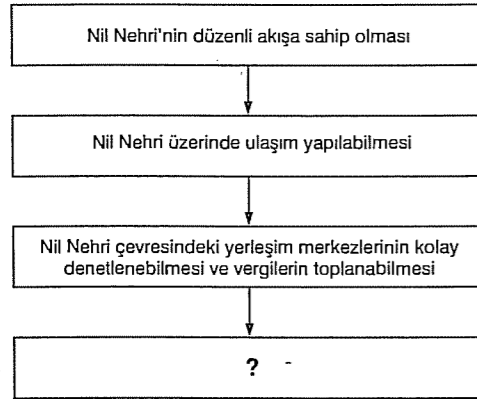 Nil Nehri'nin düzenli akışa sahip olması
Nil Nehri üzerinde ulaşım yapılabilmesi
Nil Nehri çevresindeki yerleşim merkezlerinin kolay
denetlenebilmesi ve vergilerin toplanabilmesi
?